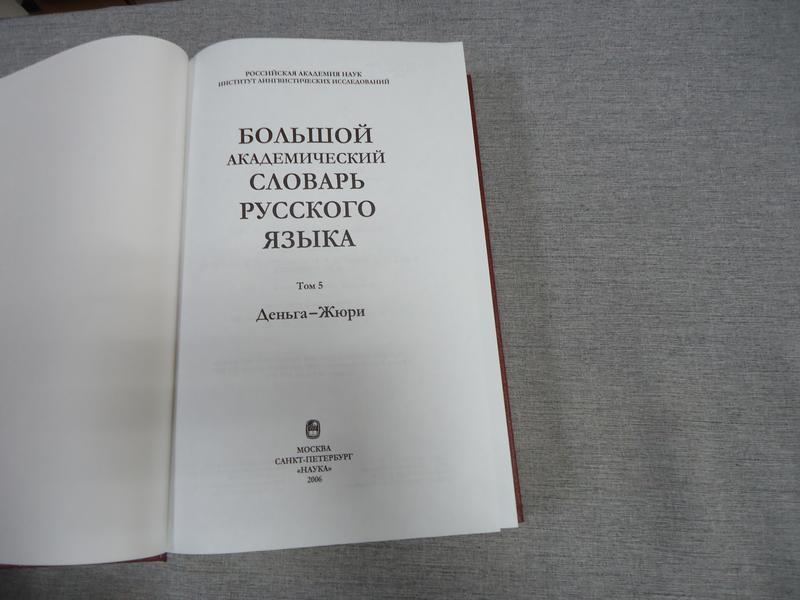 РОССИЙСКАЯ АКАДЕМИЯ НАУК
ИНСТИТУТ ЛИНГВИСТИЧЕСКИХ ИССЛЕДОВАНИЙ
БОЛЬШОЙ
АКАДЕМИЧЕСКИЙ
СЛОВАРЬ
РУССКОГО
ЯЗЫКА
Том 5
Деньга–Жюри
МОСКВА
САНКТ-ПЕТЕРБУРГ
«НАУКА»
2006